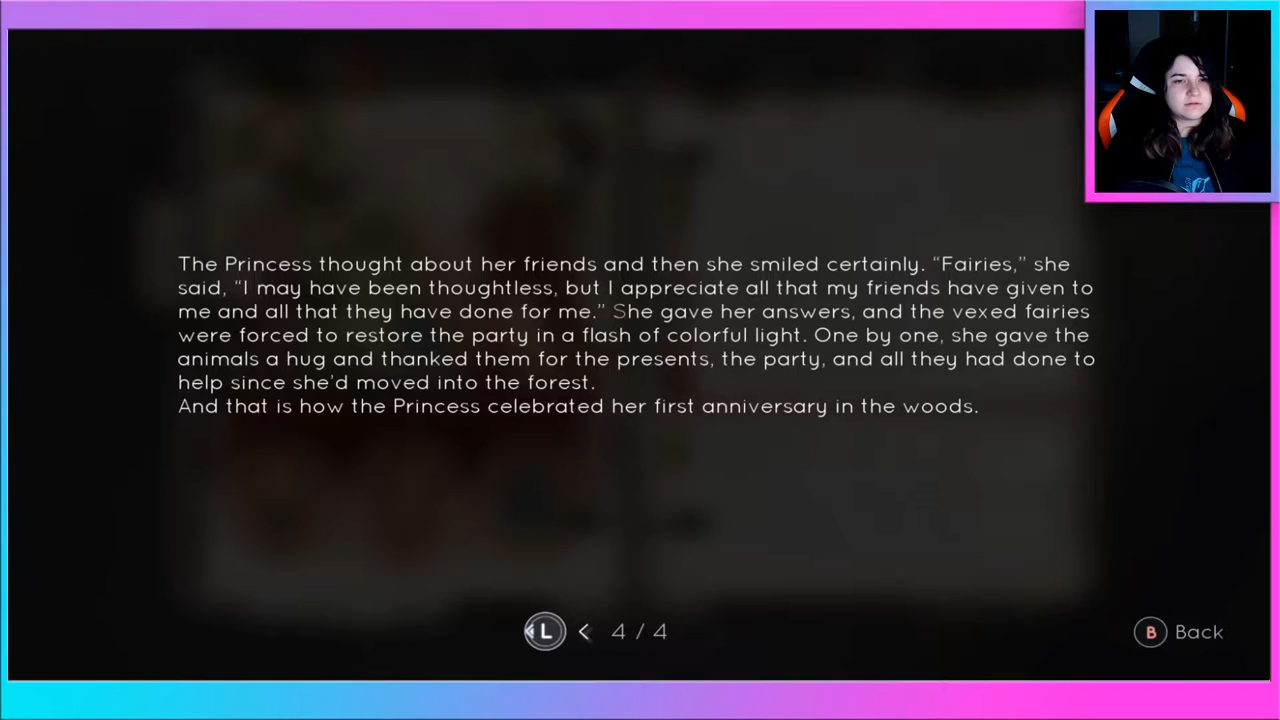 The Princess thought about her friends and then she smiled certainly. “Fairies,” she
said, “I may have been thoughtless, but I appreciate all that my friends have given to
me and all that they have done for me.” She gave her answers, and the vexed fairies
were forced to restore the party in a flash of colorful light. One by one, she gave the
animals a hug and thanked them for the presents, the party, and all they had done to
help since she’d moved into the forest.
And that is how the Princess celebrated her first anniversary in the woods.
L < 4 / 4
B Back